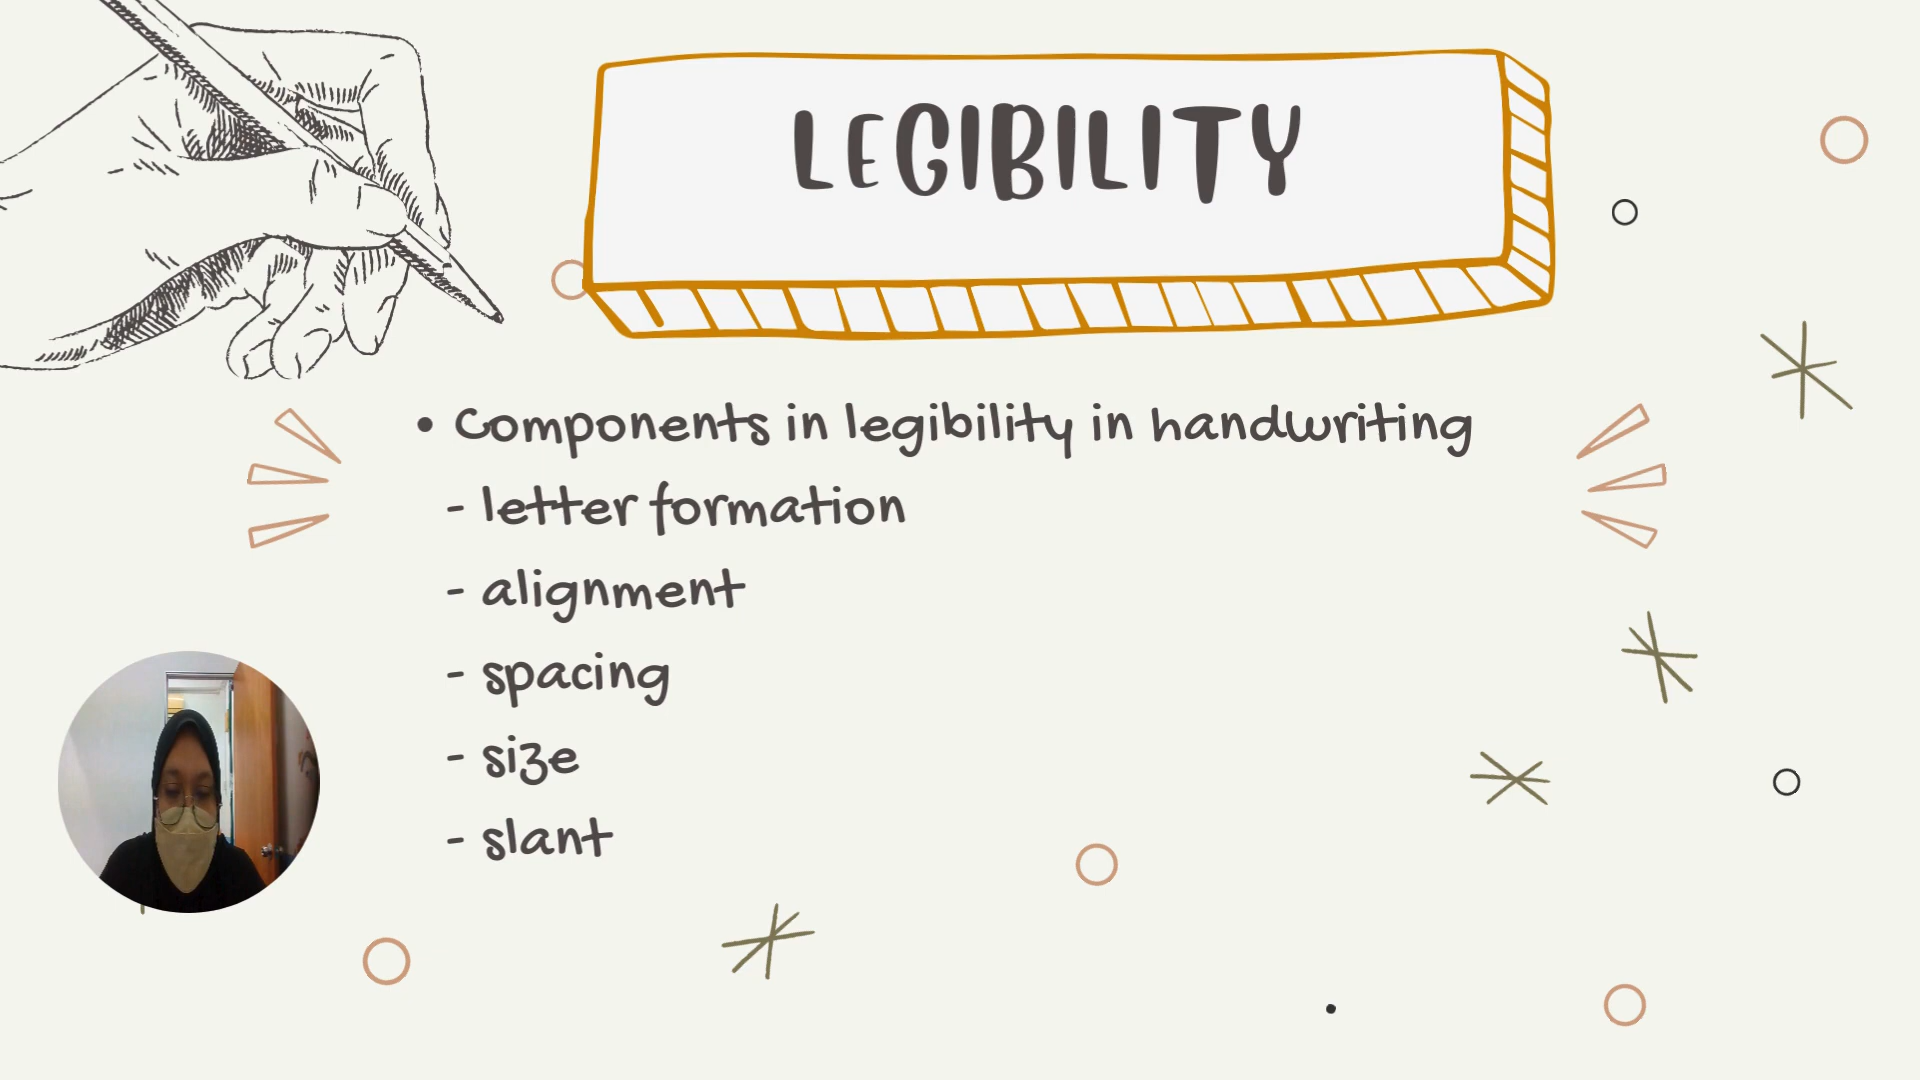 LEGIBILITY
• Components in legibility in handwriting
- letter formation
- alignment
- spacing
- size
- slant